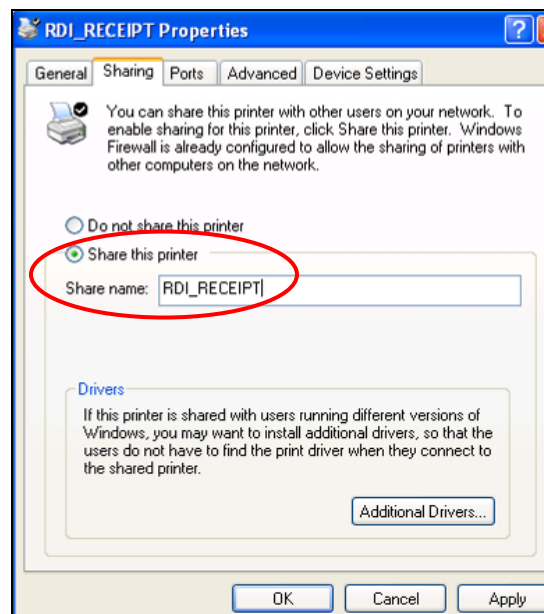 RDI_RECEIPT Properties
?
General Sharing Ports Advanced Device Settings
You can share this printer with other users on your network. To
enable sharing for this printer, click Share this printer. Windows
Firewall is already configured to allow the sharing of printers with
other computers on the network.
Do not share this printer
Share this printer
Share name: RDI_RECEIPT
Drivers
If this printer is shared with users running different versions of
Windows, you may want to install additional drivers, so that the
users do not have to find the print driver when they connect to
the shared printer.
Additional Drivers...
OK Cancel Apply